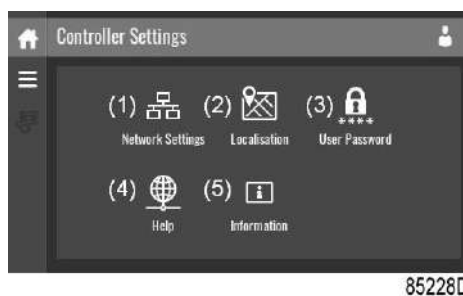 Controller Settings
(1) (2) (3)
****
Network Settings Localisation User Password
(4) (5) i
Help Information
85228D